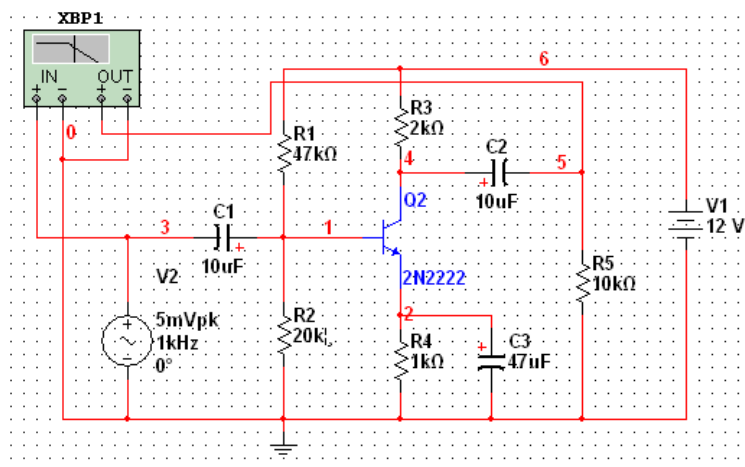 XBP1
IN OUT
+ - + -
0
6
R1
47kΩ
R3
2kΩ
4
C2
+
10uF
5
Q2
V1
12 V
3
C1
+
10uF
1
2N2222
V2
5mVpk
1kHz
0°
R5
10kΩ
R2
2
R4
1kΩ
C3
+
47uF